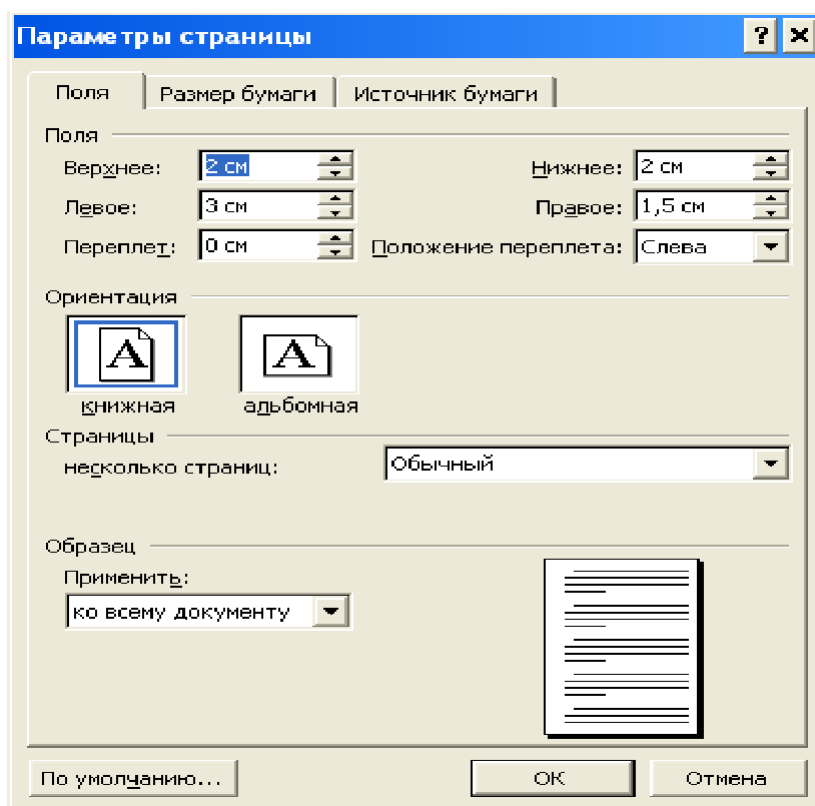 Параметры страницы ? ×
Поля Размер бумаги Источник бумаги
Поля
Верхнее: 2 см Нижнее: 2 см
Левое: 3 см Правое: 1,5 см
Переплет: 0 см Положение переплета: Слева
Ориентация
A A
книжная альбомная
Страницы
несколько страниц: Обычный
Образец
Применить:
ко всему документу
По умолчанию... ОК Отмена